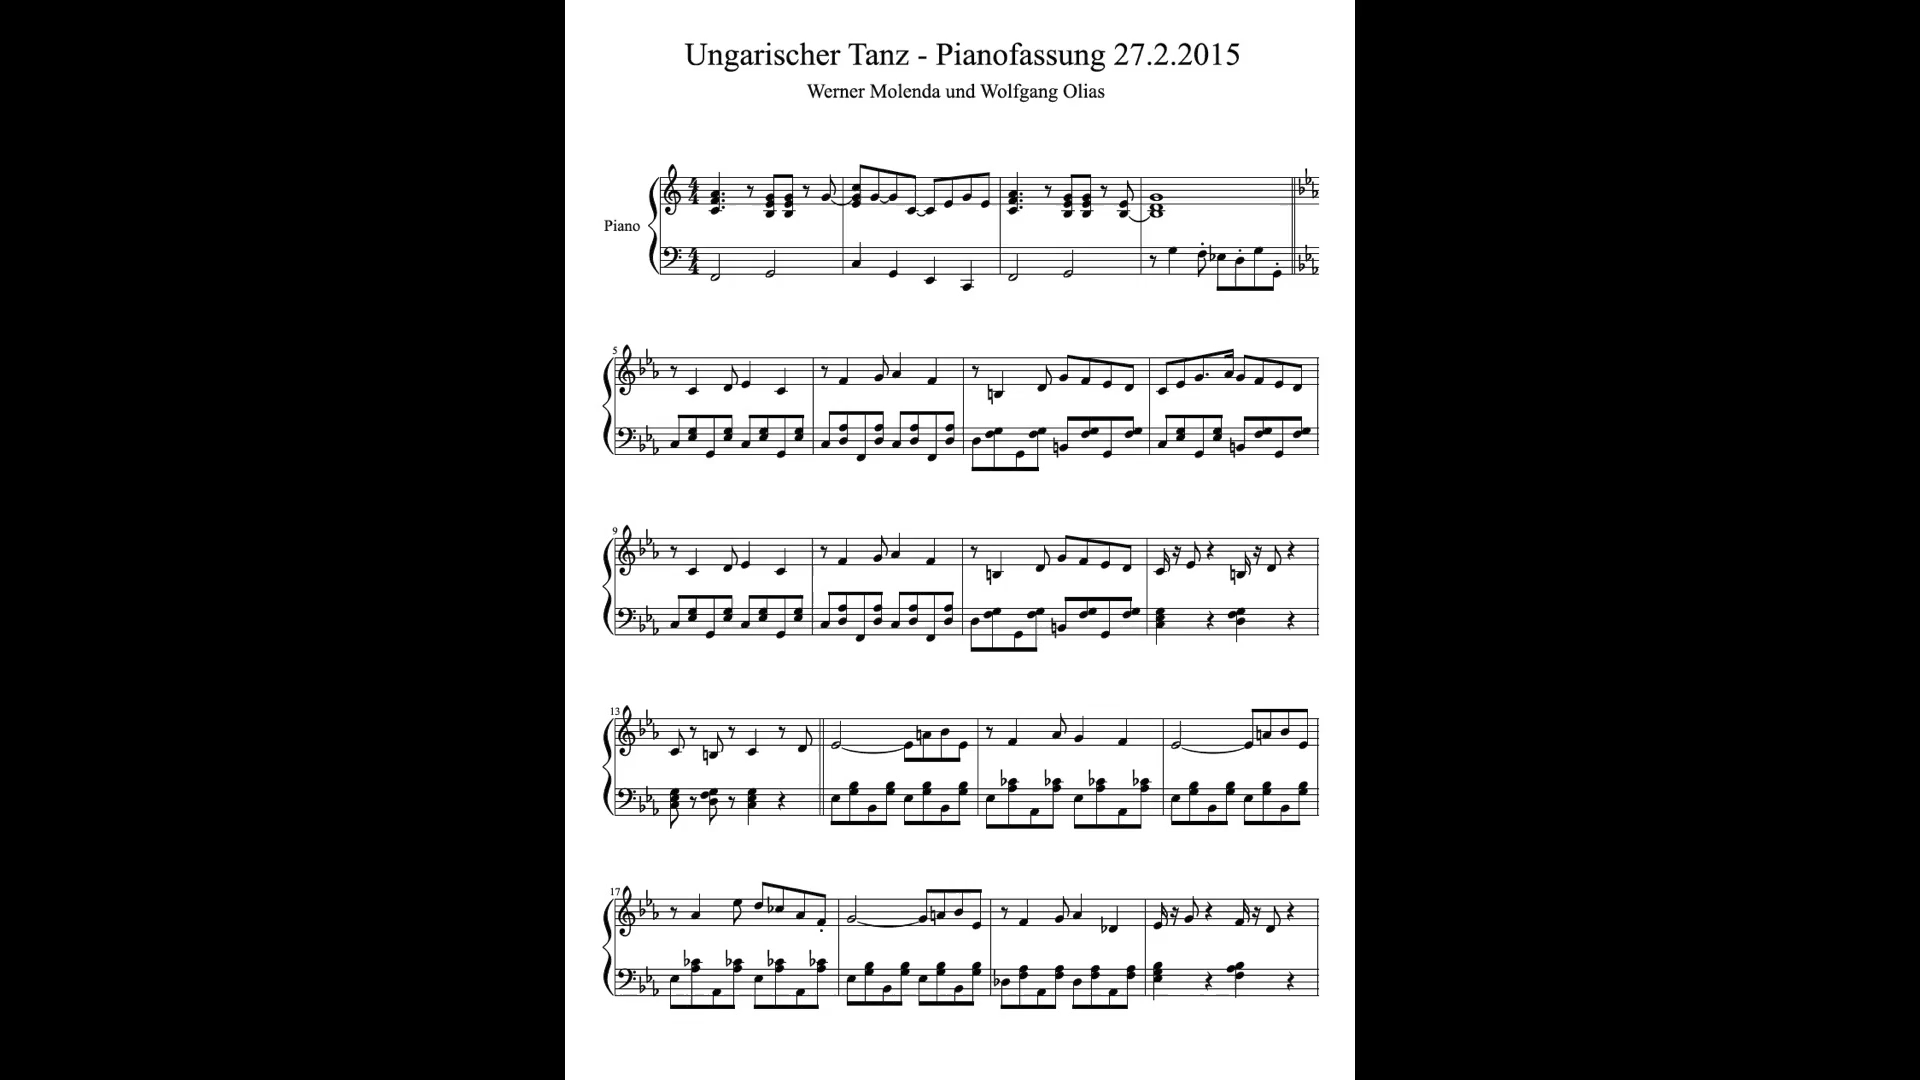 Ungarischer Tanz - Pianofassung 27.2.2015
Werner Molenda und Wolfgang Olias
Piano
5
9
13
17